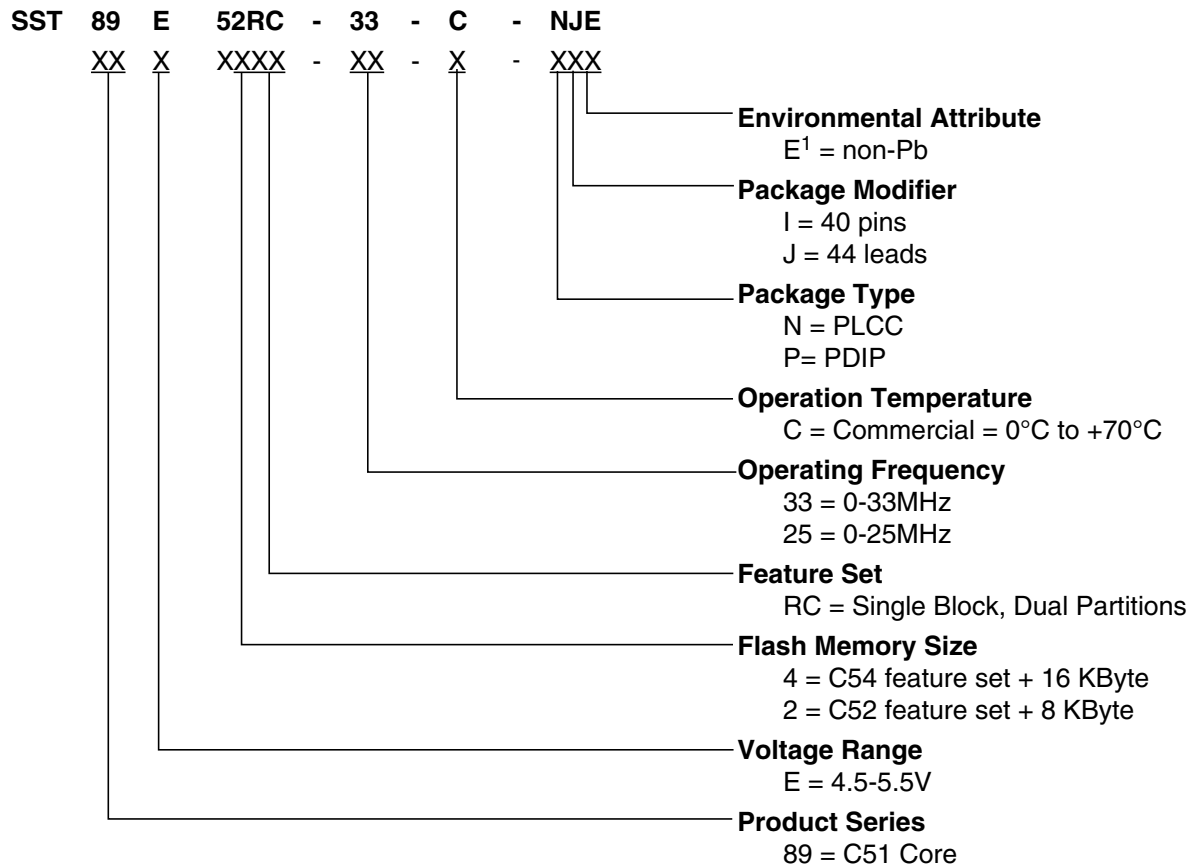 SST 89 E 52RC - 33 - C - NJE
XX X XXXX - XX - X - XXX
Environmental Attribute
E1 = non-Pb
Package Modifier
I = 40 pins
J = 44 leads
Package Type
N = PLCC
P= PDIP
Operation Temperature
C = Commercial = 0°C to +70°C
Operating Frequency
33 = 0-33MHz
25 = 0-25MHz
Feature Set
RC = Single Block, Dual Partitions
Flash Memory Size
4 = C54 feature set + 16 KByte
2 = C52 feature set + 8 KByte
Voltage Range
E = 4.5-5.5V
Product Series
89 = C51 Core